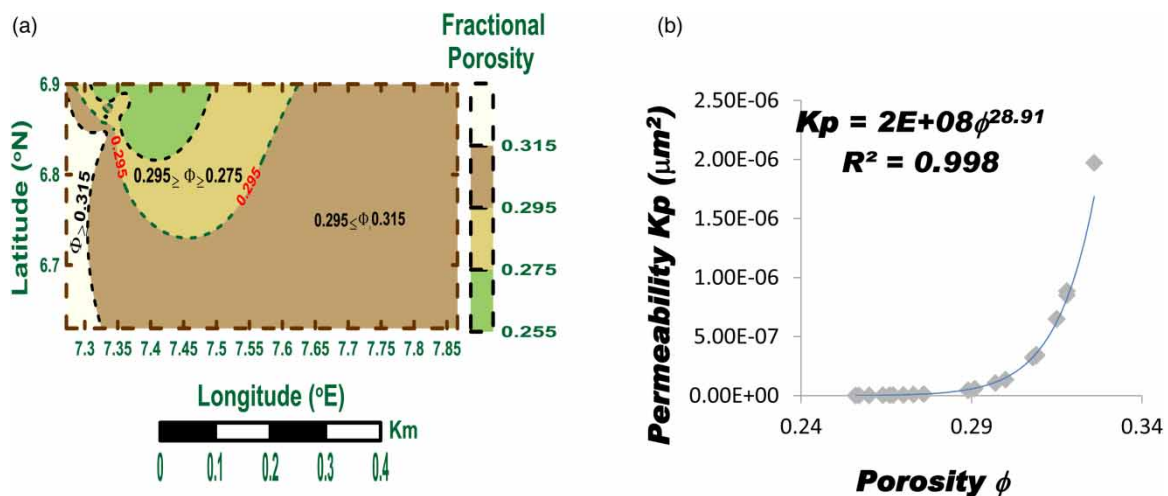 (a)
Fractional
Porosity
6.9
6.8
6.7
Latitude (ᵒN)
0.295
0.295
0.295≥ Φ≥0.275
Φ≥0.315
0.295≤Φ,0.315
0.315
0.295
0.275
0.255
7.3 7.35 7.4 7.45 7.5 7.55 7.6 7.65 7.7 7.75 7.8 7.85
Longitude (ᵒE)
Km
0 0.1 0.2 0.3 0.4
(b)
2.50E-06
2.00E-06
1.50E-06
1.00E-06
5.00E-07
0.00E+00
Permeability Kp (μm²)
Kp = 2E+08ϕ^28.91
R² = 0.998
0.24 0.29 0.34
Porosity ϕ